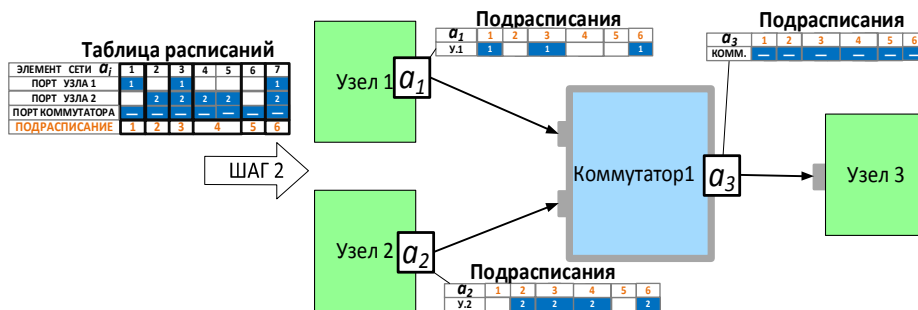 Таблица расписаний
ЭЛЕМЕНТ СЕТИ ai 1 2 3 4 5 6 7
ПОРТ УЗЛА 1 1 1 1
ПОРТ УЗЛА 2 2 2 2 2 2
ПОРТ КОММУТАТОРА — — — — — — —
ПОДРАСПИСАНИЕ 1 2 3 4 5 6
ШАГ 2
Узел 1
a1
Подрасписания
a1 1 2 3 4 5 6
У.1 1 1 1
Узел 2
a2
Подрасписания
a2 1 2 3 4 5 6
У.2 2 2 2 2
Коммутатор1
a3
Подрасписания
a3 1 2 3 4 5 6
КОММ. — — — — — —
Узел 3